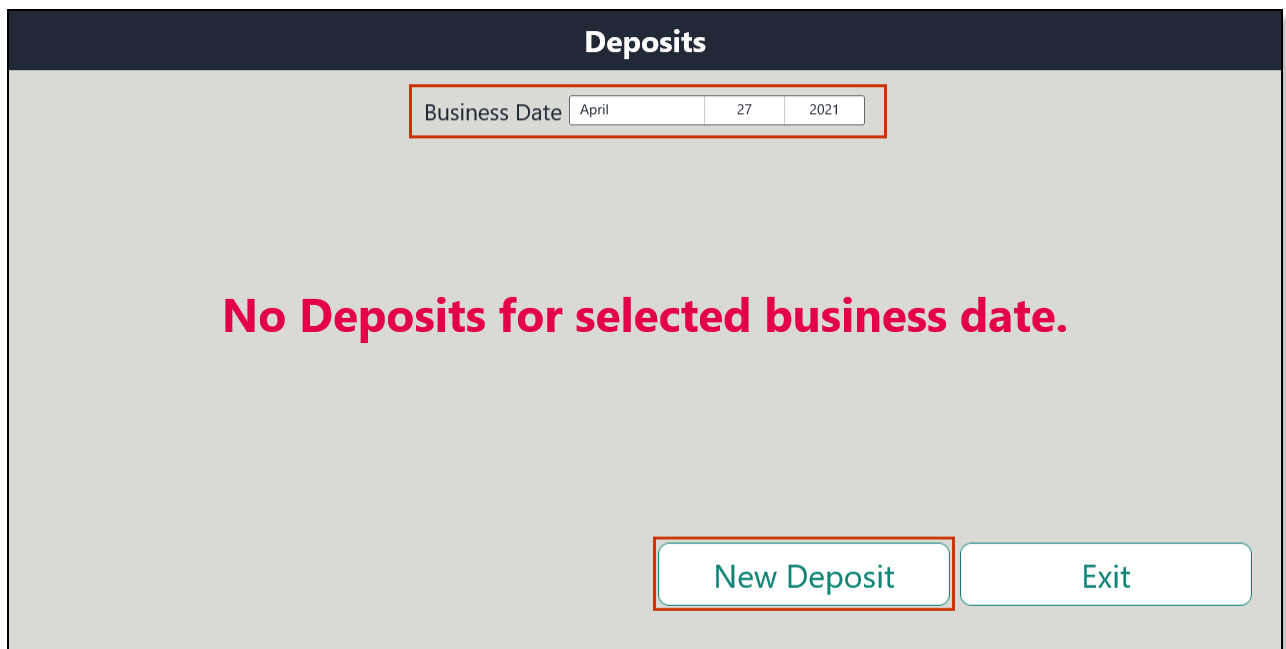 Deposits
Business Date April 27 2021
No Deposits for selected business date.
New Deposit Exit